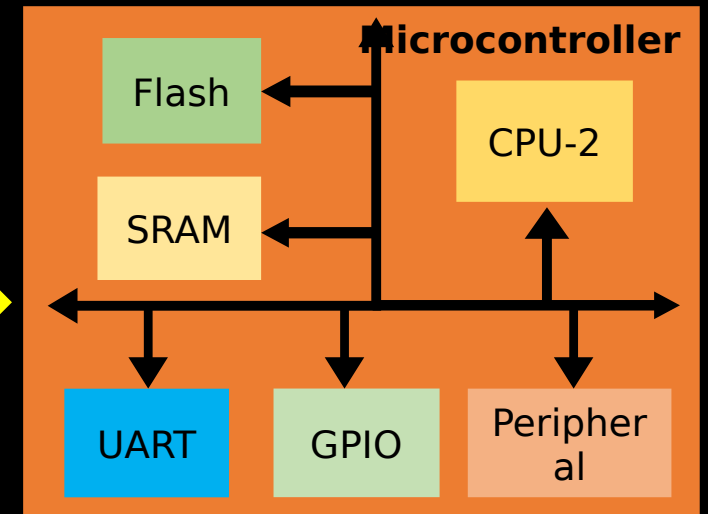 Microcontroller
Flash
CPU-2
SRAM
UART
GPIO
Peripher
al